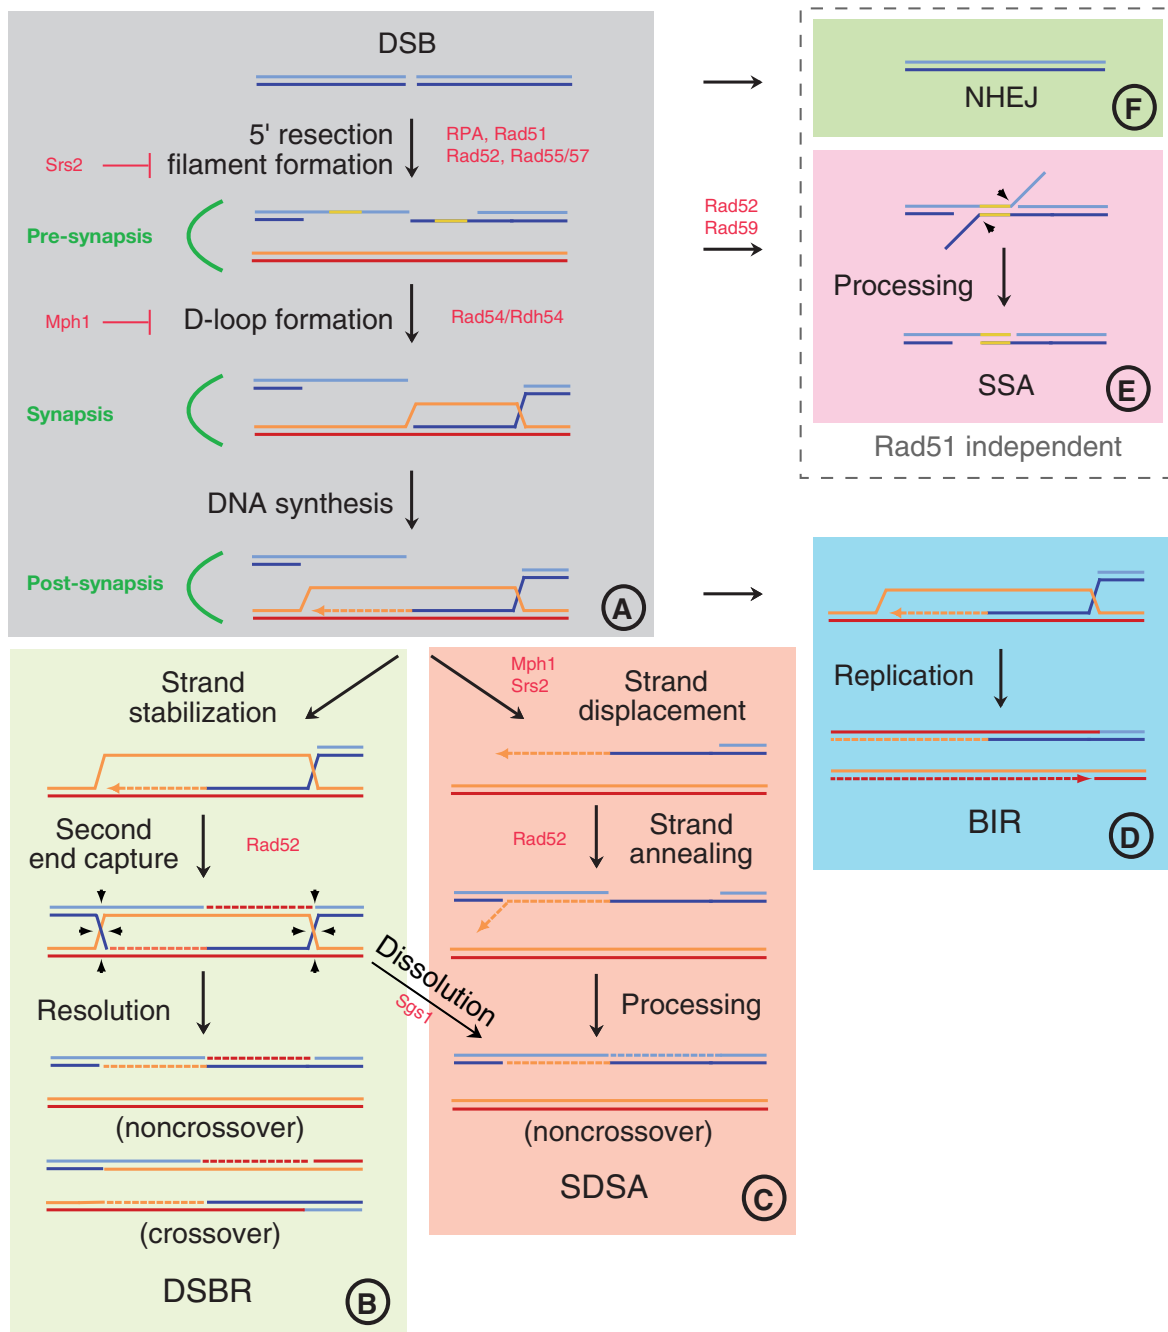 DSB
5' resection
filament formation
RPA, Rad51
Rad52, Rad55/57
Srs2
Pre-synapsis
Rad52
Rad59
Mph1
D-loop formation
Rad54/Rdh54
Synapsis
DNA synthesis
Post-synapsis
A
NHEJ
F
Processing
SSA
E
Rad51 independent
Replication
BIR
D
Strand
stabilization
Second
end capture
Rad52
Resolution
(noncrossover)
(crossover)
DSBR
B
Dissolution
Sgs1
Mph1
Srs2
Strand
displacement
Rad52
Strand
annealing
Processing
(noncrossover)
SDSA
C